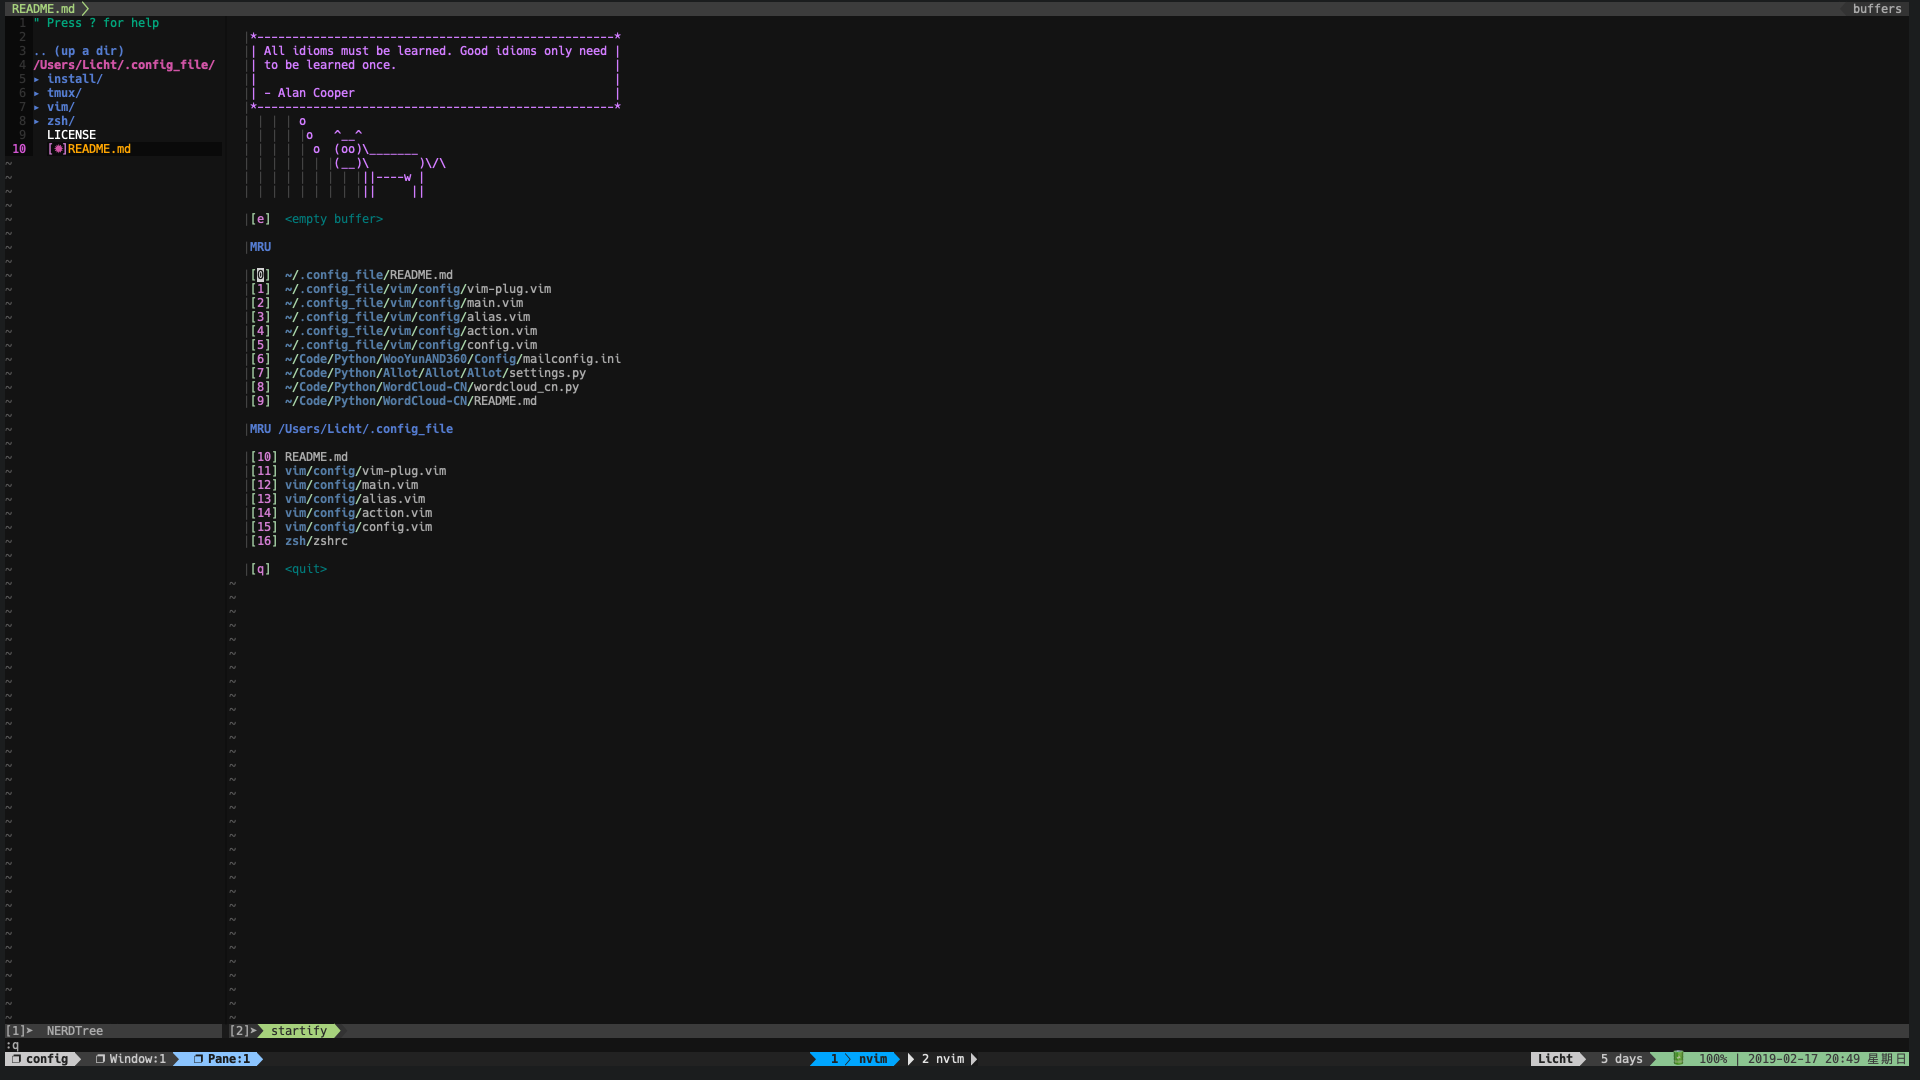 README.md
buffers
1 " Press ? for help
2
3 .. (up a dir)
4 /Users/Licht/.config_file/
5 ▸ install/
6 ▸ tmux/
7 ▸ vim/
8 ▸ zsh/
9 LICENSE
10 [✹]README.md
*---------------------------------------------------*
| All idioms must be learned. Good idioms only need |
| to be learned once. |
| |
| - Alan Cooper |
*---------------------------------------------------*
o
o ^__^
o (oo)\_______
(__)\ )\/\
||----w |
|| ||
[e] <empty buffer>
MRU
[0] ~/.config_file/README.md
[1] ~/.config_file/vim/config/vim-plug.vim
[2] ~/.config_file/vim/config/main.vim
[3] ~/.config_file/vim/config/alias.vim
[4] ~/.config_file/vim/config/action.vim
[5] ~/.config_file/vim/config/config.vim
[6] ~/Code/Python/WooYunAND360/Config/mailconfig.ini
[7] ~/Code/Python/Allot/Allot/Allot/settings.py
[8] ~/Code/Python/WordCloud-CN/wordcloud_cn.py
[9] ~/Code/Python/WordCloud-CN/README.md
MRU /Users/Licht/.config_file
[10] README.md
[11] vim/config/vim-plug.vim
[12] vim/config/main.vim
[13] vim/config/alias.vim
[14] vim/config/action.vim
[15] vim/config/config.vim
[16] zsh/zshrc
[q] <quit>
[1]➤ NERDTree
[2]➤ startify
:q
❐ config ❐ Window:1 ❐ Pane:1
1 nvim 2 nvim
Licht 5 days 100% | 2019-02-17 20:49 星期日